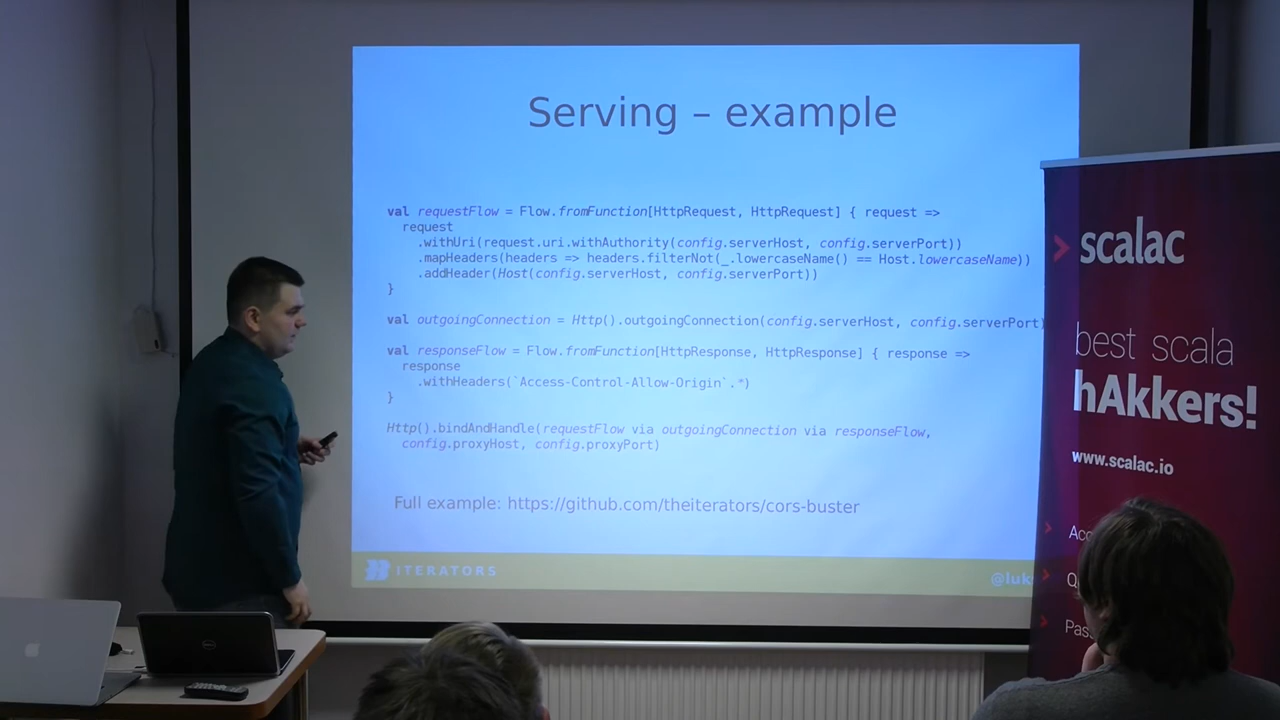 Serving – example
val requestFlow = Flow.fromFunction[HttpRequest, HttpRequest] { request =>
request
.withUri(request.uri.withAuthority(config.serverHost, config.serverPort))
.mapHeaders(headers => headers.filterNot(_.lowercaseName() == Host.lowercaseName))
.addHeader(Host(config.serverHost, config.serverPort))
}
val outgoingConnection = Http().outgoingConnection(config.serverHost, config.serverPort)
val responseFlow = Flow.fromFunction[HttpResponse, HttpResponse] { response =>
response
.withHeaders(`Access-Control-Allow-Origin`.*)
}
Http().bindAndHandle(requestFlow via outgoingConnection via responseFlow,
config.proxyHost, config.proxyPort)
Full example: https://github.com/theiterators/cors-buster
ITERATORS
@luk
scalac
best scala
hAkkers!
www.scalac.io